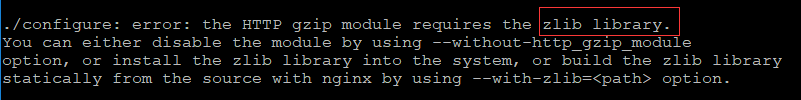 ./configure: error: the HTTP gzip module requires the zlib library.
You can either disable the module by using --without-http_gzip_module
option, or install the zlib library into the system, or build the zlib library
statically from the source with nginx by using --with-zlib=<path> option.